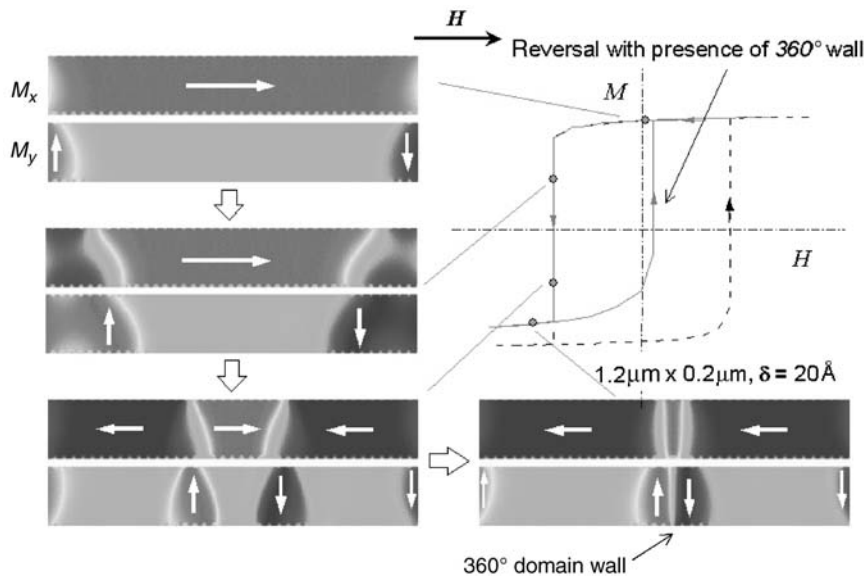 H
Reversal with presence of 360° wall
Mx
My
M
H
1.2μm x 0.2μm, δ = 20Å
360° domain wall